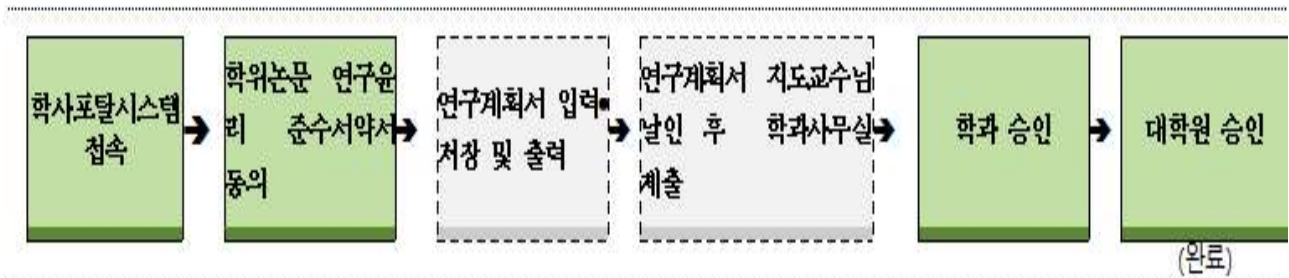 학사포탈시스템
접속
학위논문 연구윤
리 준수서약서
동의
연구계획서 입력•
저장 및 출력
연구계획서 지도교수님
날인 후 학과사무실
제출
학과 승인
대학원 승인
(완료)